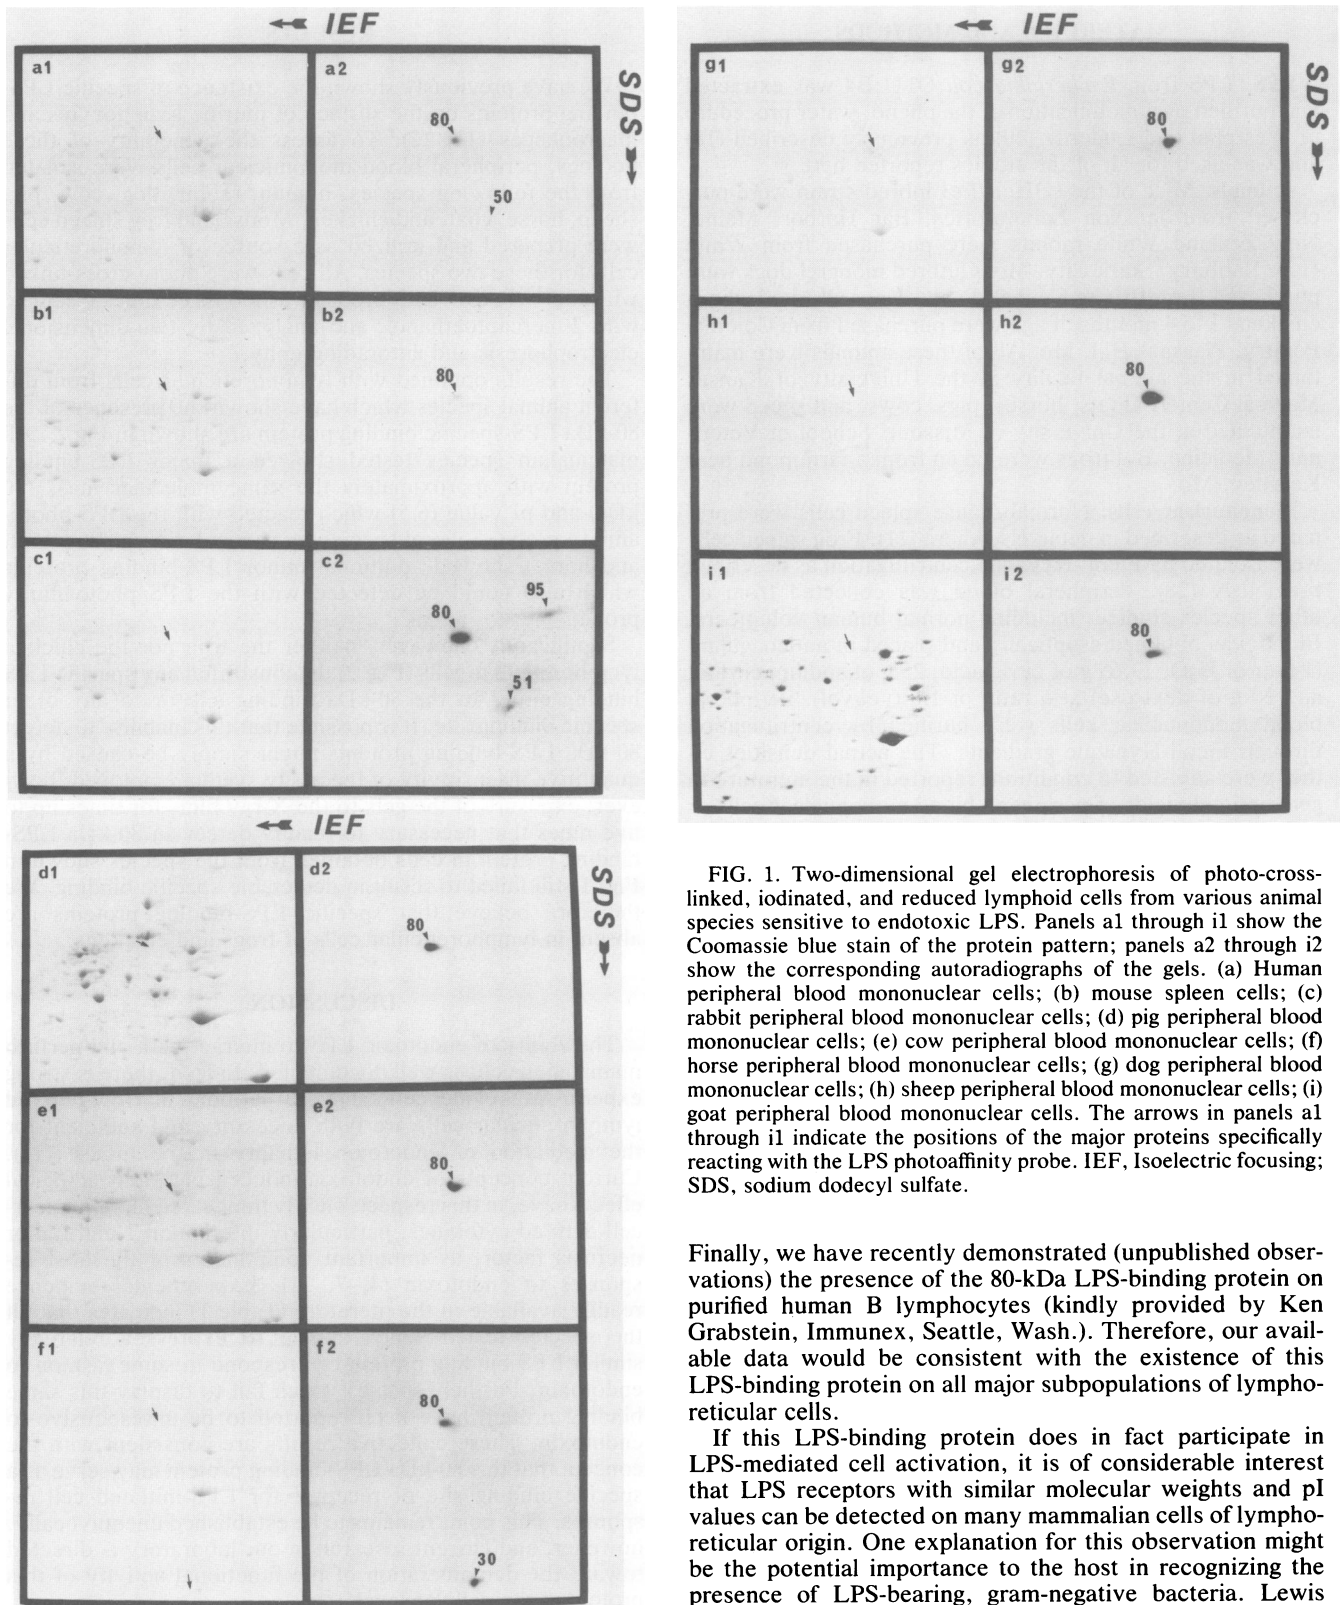 IEF
SDS
a1
a2
80
50
b1
b2
80
c1
c2
80
95
51
IEF
SDS
d1
d2
80
e1
e2
80
f1
f2
80
30
IEF
SDS
g1
g2
80
h1
h2
80
i1
i2
80
FIG. 1. Two-dimensional gel electrophoresis of photo-cross-
linked, iodinated, and reduced lymphoid cells from various animal
species sensitive to endotoxic LPS. Panels a1 through i1 show the
Coomassie blue stain of the protein pattern; panels a2 through i2
show the corresponding autoradiographs of the gels. (a) Human
peripheral blood mononuclear cells; (b) mouse spleen cells; (c)
rabbit peripheral blood mononuclear cells; (d) pig peripheral blood
mononuclear cells; (e) cow peripheral blood mononuclear cells; (f)
horse peripheral blood mononuclear cells; (g) dog peripheral blood
mononuclear cells; (h) sheep peripheral blood mononuclear cells; (i)
goat peripheral blood mononuclear cells. The arrows in panels a1
through i1 indicate the positions of the major proteins specifically
reacting with the LPS photoaffinity probe. IEF, Isoelectric focusing;
SDS, sodium dodecyl sulfate.
Finally, we have recently demonstrated (unpublished obser-
vations) the presence of the 80-kDa LPS-binding protein on
purified human B lymphocytes (kindly provided by Ken
Grabstein, Immunex, Seattle, Wash.). Therefore, our avail-
able data would be consistent with the existence of this
LPS-binding protein on all major subpopulations of lympho-
reticular cells.
If this LPS-binding protein does in fact participate in
LPS-mediated cell activation, it is of considerable interest
that LPS receptors with similar molecular weights and pI
values can be detected on many mammalian cells of lympho-
reticular origin. One explanation for this observation might
be the potential importance to the host in recognizing the
presence of LPS-bearing, gram-negative bacteria. Lewis